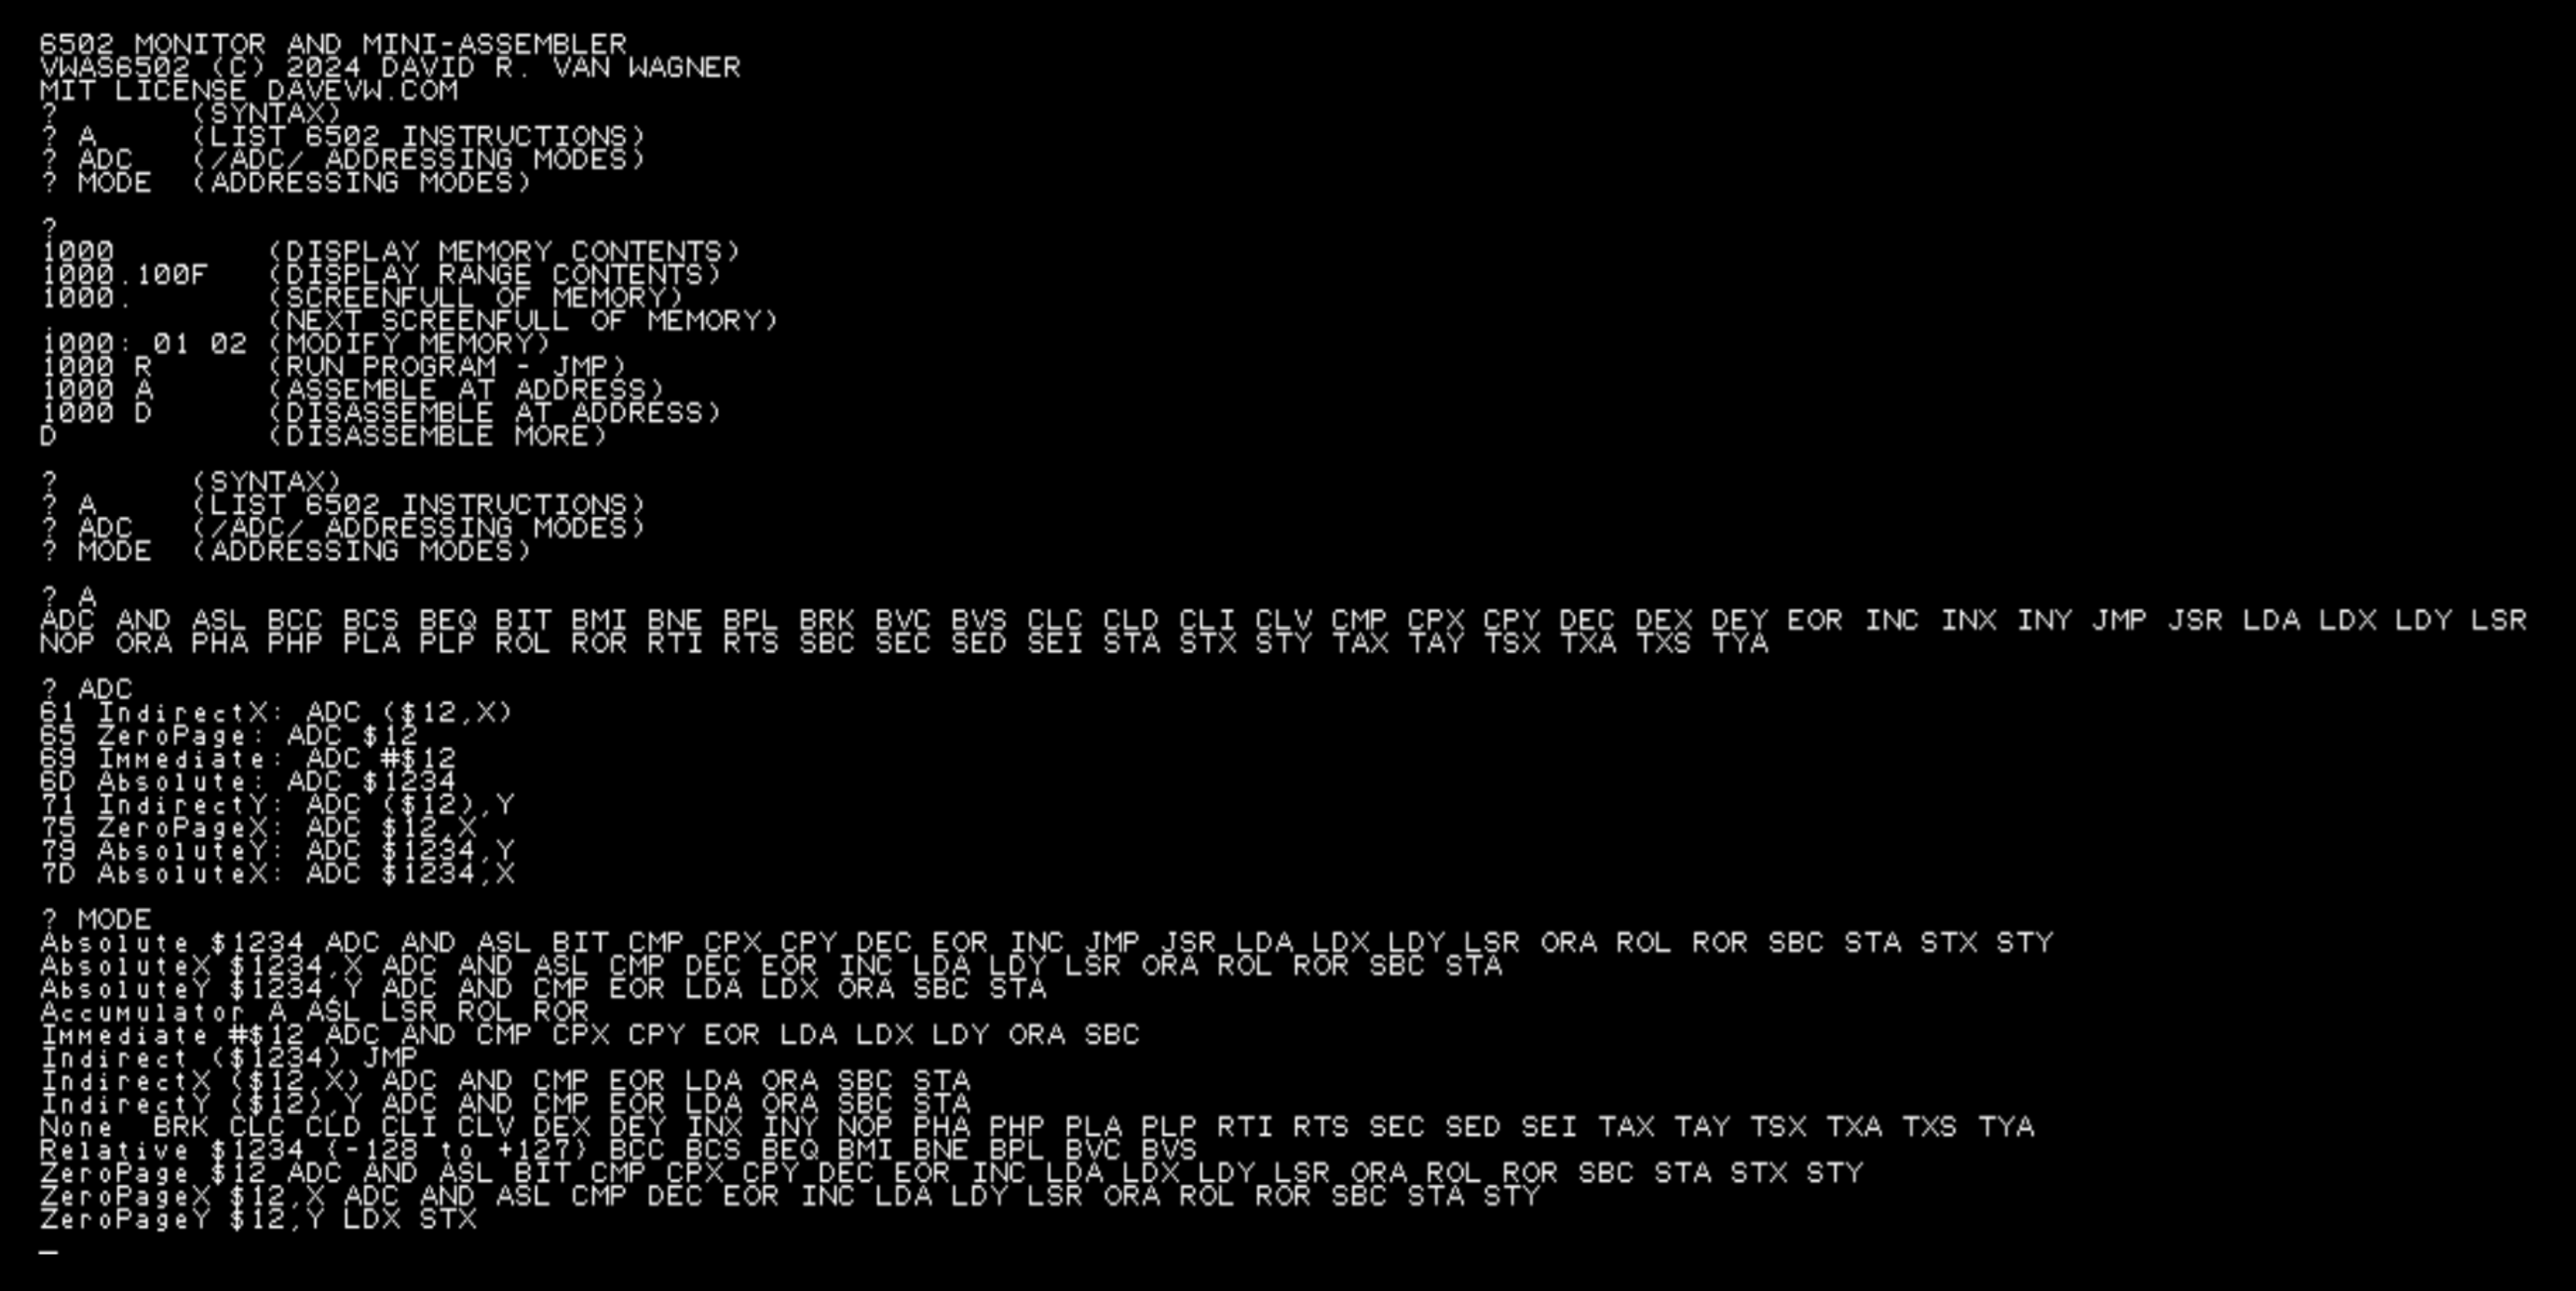 6502 MONITOR AND MINI-ASSEMBLER
VWAS6502 (C) 2024 DAVID R. VAN WAGNER
MIT LICENSE DAVEVW.COM
?       (SYNTAX)
? A     (LIST 6502 INSTRUCTIONS)
? ADC   (/ADC/ ADDRESSING MODES)
? MODE  (ADDRESSING MODES)
?
1000        (DISPLAY MEMORY CONTENTS)
1000.100F   (DISPLAY RANGE CONTENTS)
1000.       (SCREENFULL OF MEMORY)
.           (NEXT SCREENFULL OF MEMORY)
1000: 01 02 (MODIFY MEMORY)
1000 R      (RUN PROGRAM - JMP)
1000 A      (ASSEMBLE AT ADDRESS)
1000 D      (DISASSEMBLE AT ADDRESS)
D           (DISASSEMBLE MORE)
?       (SYNTAX)
? A     (LIST 6502 INSTRUCTIONS)
? ADC   (/ADC/ ADDRESSING MODES)
? MODE  (ADDRESSING MODES)
? A
ADC AND ASL BCC BCS BEQ BIT BMI BNE BPL BRK BVC BVS CLC CLD CLI CLV CMP CPX CPY DEC DEX DEY EOR INC INX INY JMP JSR LDA LDX LDY LSR
NOP ORA PHA PHP PLA PLP ROL ROR RTI RTS SBC SEC SED SEI STA STX STY TAX TAY TSX TXA TXS TYA
? ADC
61 IndirectX: ADC ($12,X)
65 ZeroPage: ADC $12
69 Immediate: ADC #$12
6D Absolute: ADC $1234
71 IndirectY: ADC ($12),Y
75 ZeroPageX: ADC $12,X
79 AbsoluteY: ADC $1234,Y
7D AbsoluteX: ADC $1234,X
? MODE
Absolute $1234 ADC AND ASL BIT CMP CPX CPY DEC EOR INC JMP JSR LDA LDX LDY LSR ORA ROL ROR SBC STA STX STY
AbsoluteX $1234,X ADC AND ASL CMP DEC EOR INC LDA LDY LSR ORA ROL ROR SBC STA
AbsoluteY $1234,Y ADC AND CMP EOR LDA LDX ORA SBC STA
Accumulator A ASL LSR ROL ROR
Immediate #$12 ADC AND CMP CPX CPY EOR LDA LDX LDY ORA SBC
Indirect ($1234) JMP
IndirectX ($12,X) ADC AND CMP EOR LDA ORA SBC STA
IndirectY ($12),Y ADC AND CMP EOR LDA ORA SBC STA
None  BRK CLC CLD CLI CLV DEX DEY INX INY NOP PHA PHP PLA PLP RTI RTS SEC SED SEI TAX TAY TSX TXA TXS TYA
Relative $1234 (-128 to +127) BCC BCS BEQ BMI BNE BPL BVC BVS
ZeroPage $12 ADC AND ASL BIT CMP CPX CPY DEC EOR INC LDA LDX LDY LSR ORA ROL ROR SBC STA STX STY
ZeroPageX $12,X ADC AND ASL CMP DEC EOR INC LDA LDY LSR ORA ROL ROR SBC STA STY
ZeroPageY $12,Y LDX STX